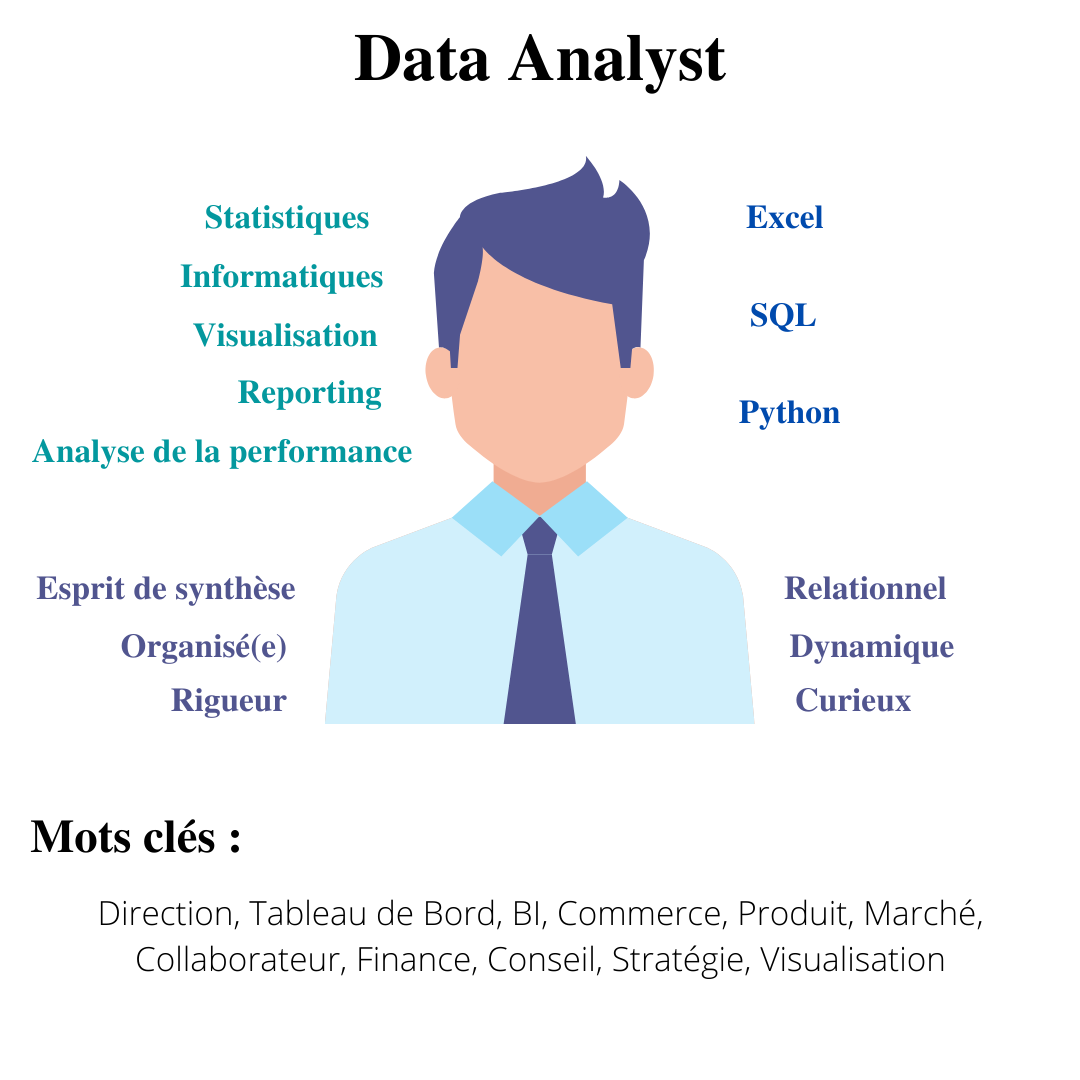 Data Analyst
Statistiques
Informatiques
Visualisation
Reporting
Analyse de la performance
Excel
SQL
Python
Esprit de synthèse
Organisé(e)
Rigueur
Relationnel
Dynamique
Curieux
Mots clés :
Direction, Tableau de Bord, BI, Commerce, Produit, Marché,
Collaborateur, Finance, Conseil, Stratégie, Visualisation